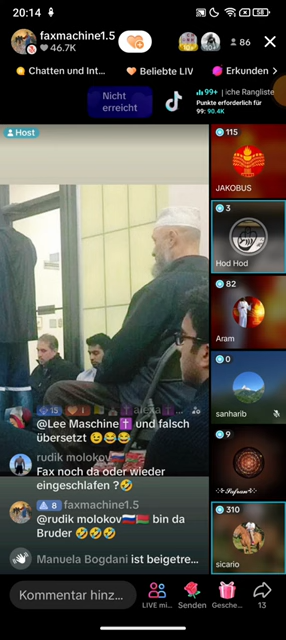 20:14
58
faxmachine1.5
46.7K
86
Chatten und Int...
Beliebte LIV
Erkunden >
Nicht
erreicht
99+ | iche Rangliste
Punkte erforderlich für
99: 90.4K
Host
115
JAKOBUS
3
Hod Hod
82
Aram
0
sanharib
9
310
sicario
@Lee Maschine✝️ und falsch
übersetzt 😉😂😂
rudik molokov🇷🇺
Fax noch da oder wieder
eingeschlafen ?🤣
8 faxmachine1.5
@rudik molokov🇷🇺🇧🇾 bin da
Bruder 🤣🤣🤣
Manuela Bogdani ist beigetre...
Kommentar hinz...
LIVE mi...
Senden
Gesche...
13